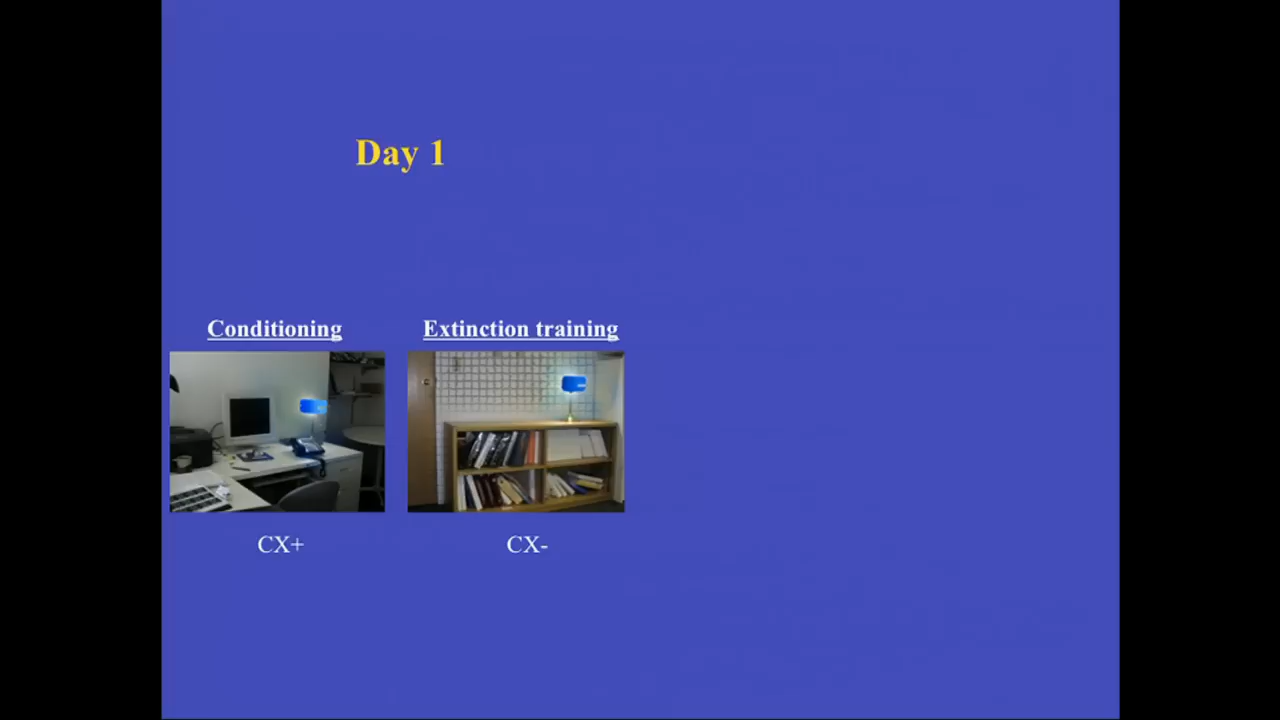 Day 1
Conditioning
Extinction training
CX+
CX-